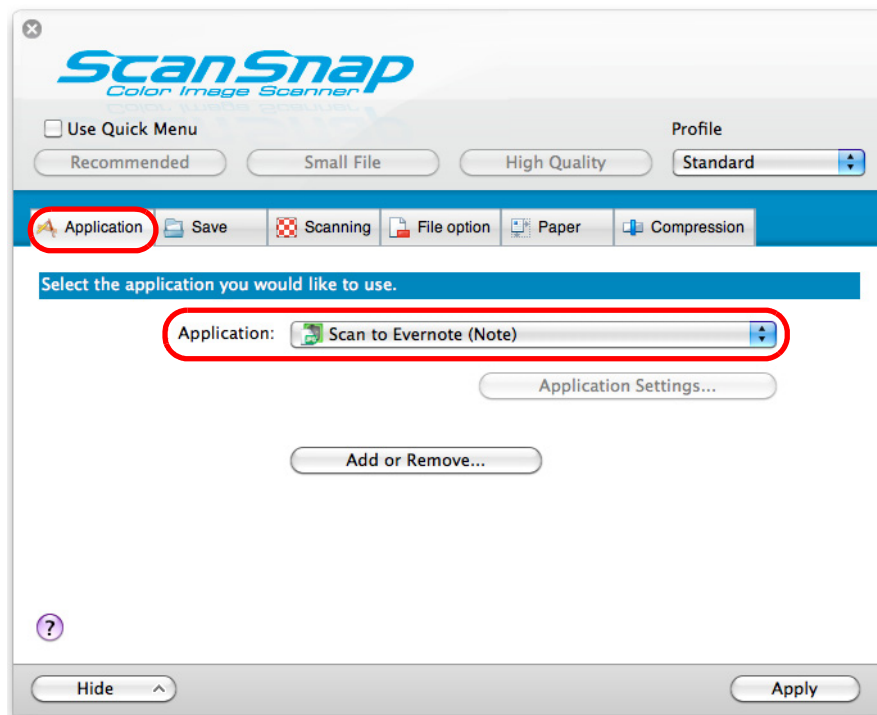 ScanSnap
Color Image Scanner
Use Quick Menu
Profile
Recommended Small File High Quality Standard
Application Save Scanning File option Paper Compression
Select the application you would like to use.
Application: Scan to Evernote (Note)
Application Settings...
Add or Remove...
?
Hide Apply